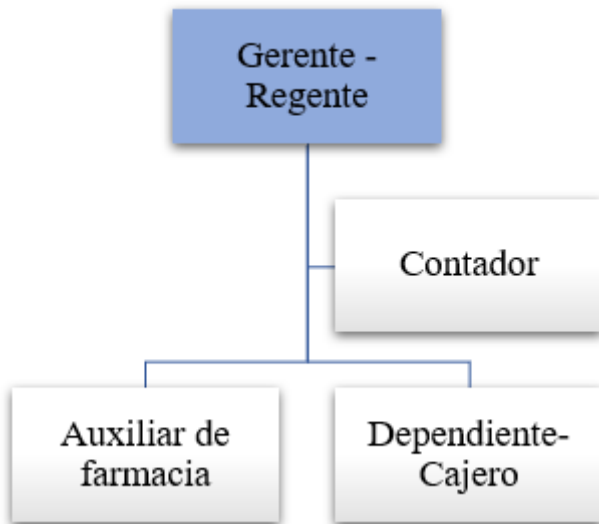 Gerente -
Regente
Contador
Auxiliar de
farmacia
Dependiente-
Cajero